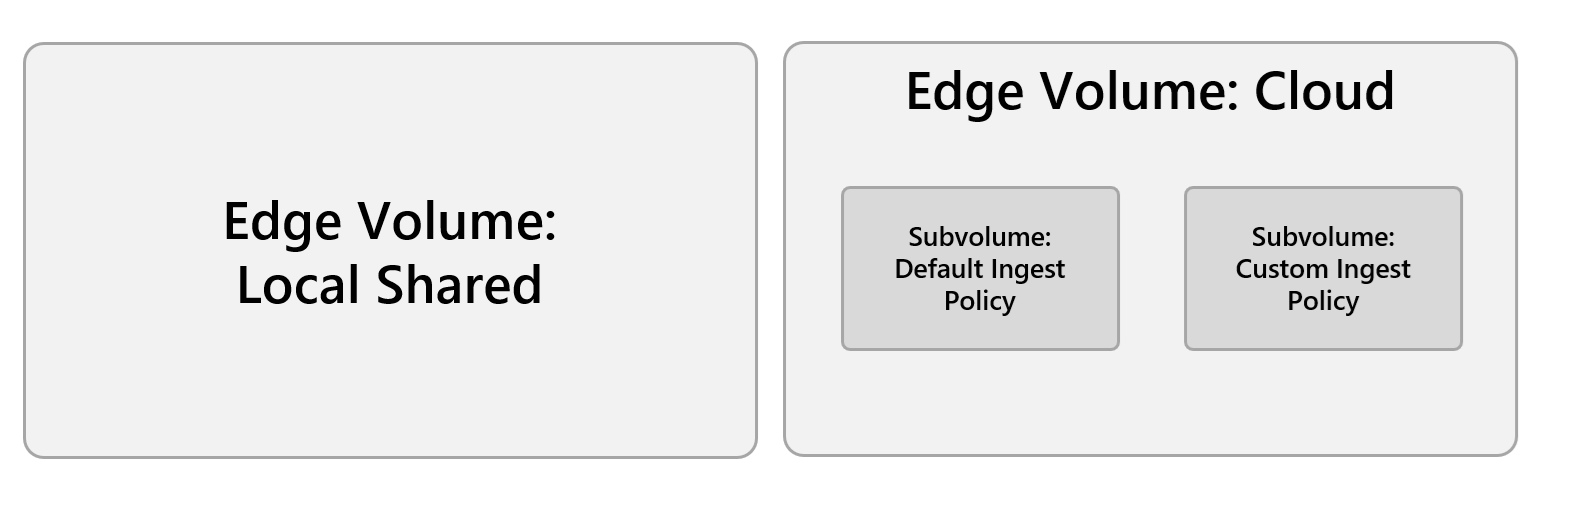 Edge Volume:
Local Shared
Edge Volume: Cloud
Subvolume:
Default Ingest
Policy
Subvolume:
Custom Ingest
Policy